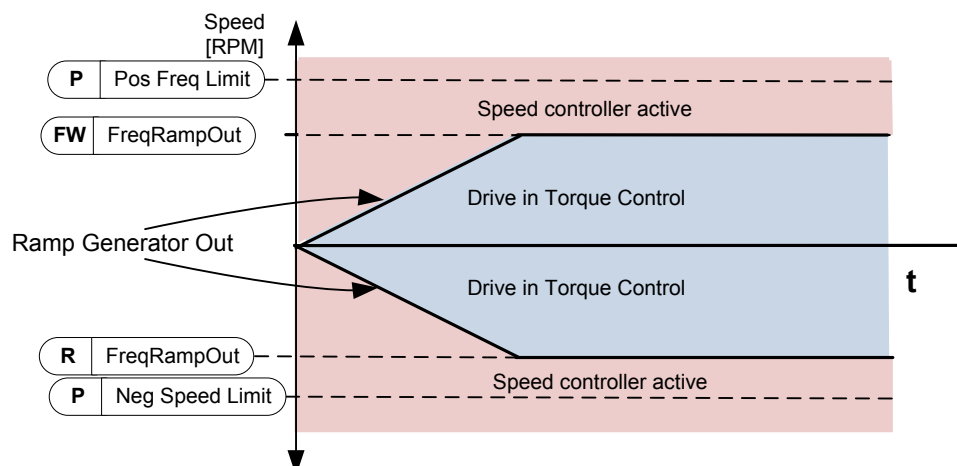 Speed
[RPM]
P Pos Freq Limit
Speed controller active
FW FreqRampOut
Drive in Torque Control
Ramp Generator Out
t
Drive in Torque Control
R FreqRampOut
Speed controller active
P Neg Speed Limit